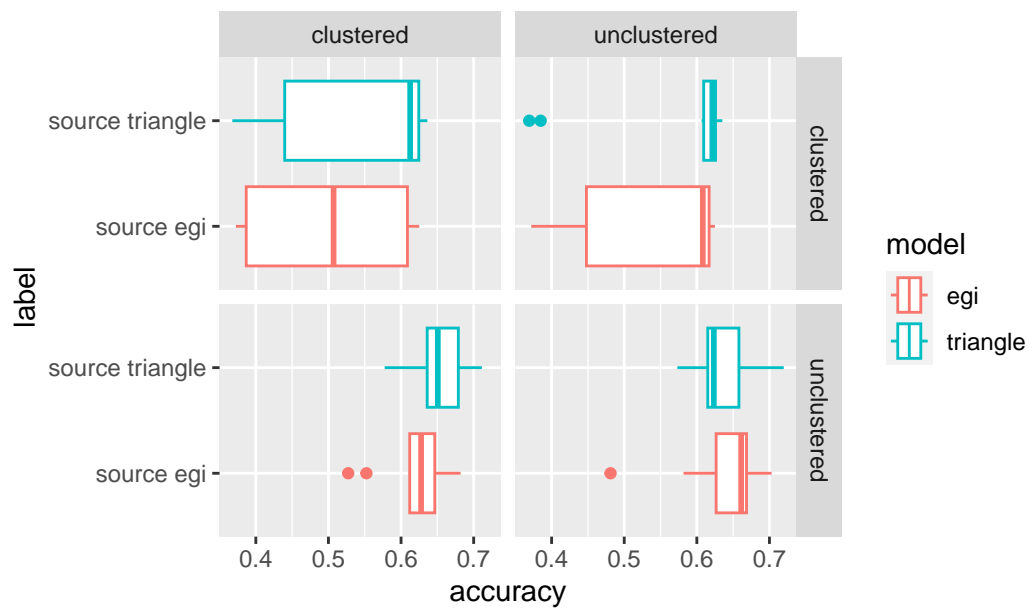 clustered
unclustered
source triangle
source egi
clustered
source triangle
source egi
unclustered
0.4 0.5 0.6 0.7
0.4 0.5 0.6 0.7
accuracy
label
model
egi
triangle